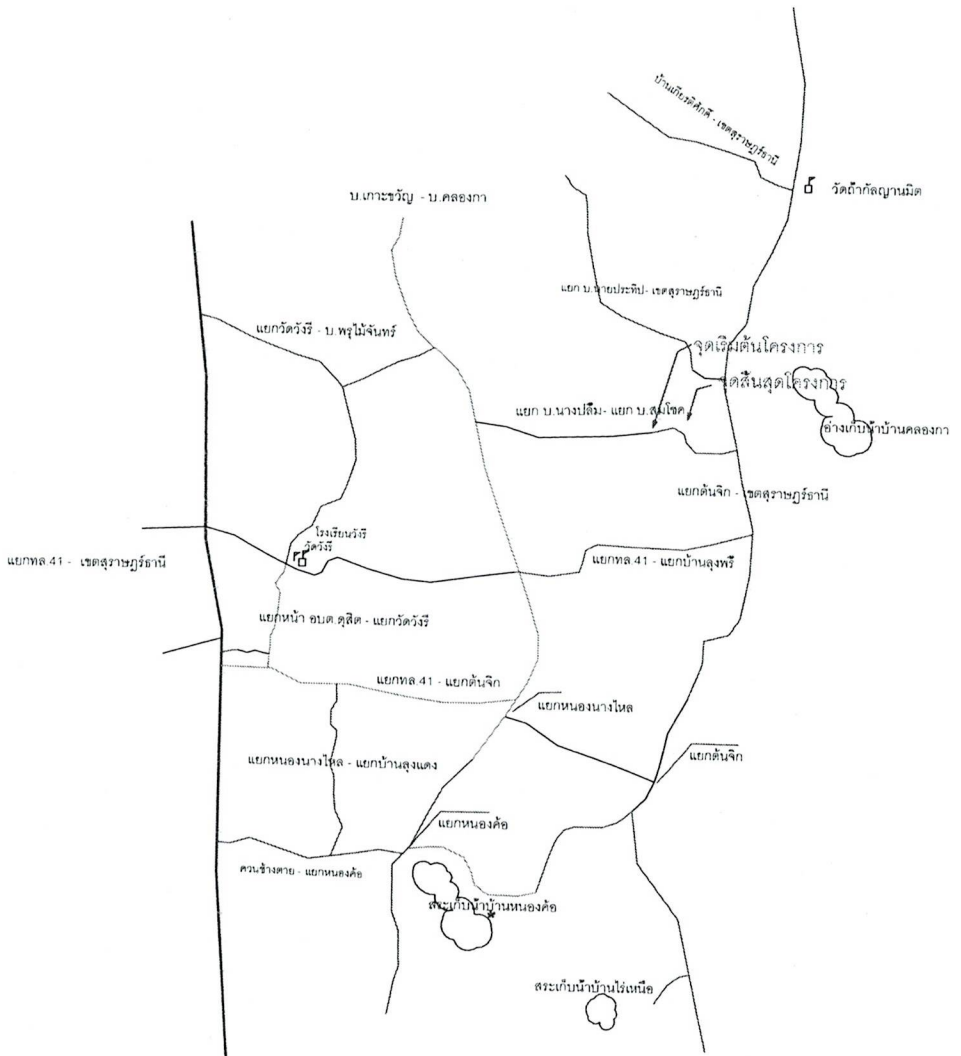 บ้านเกียรติศักดิ์ - เขตสุราษฎร์ธานี
วัดถ้ำกัลญานมิต
บ.เกาะขวัญ - บ.คลองกา
แยก บ.นายประทิป - เขตสุราษฎร์ธานี
แยกวัดวังรี - บ.พรุไม้จันทร์
จุดเริ่มต้นโครงการ
จุดสิ้นสุดโครงการ
แยก บ.นางปลื้ม - แยก บ.สมโชค
อ่างเก็บน้ำบ้านคลองกา
แยกต้นจิก - เขตสุราษฎร์ธานี
โรงเรียนวังรี
วัดวังรี
แยกทล.41 - เขตสุราษฎร์ธานี
แยกทล.41 - แยกบ้านลุงพรี
แยกหน้า อบต.ดุสิต - แยกวัดวังรี
แยกทล.41 - แยกต้นจิก
แยกหนองนางไหล
แยกหนองนางไหล - แยกบ้านลุงแดง
แยกต้นจิก
แยกหนองค้อ
ควนช้างตาย - แยกหนองค้อ
สระเก็บน้ำบ้านหนองค้อ
สระเก็บน้ำบ้านไร่เหนือ